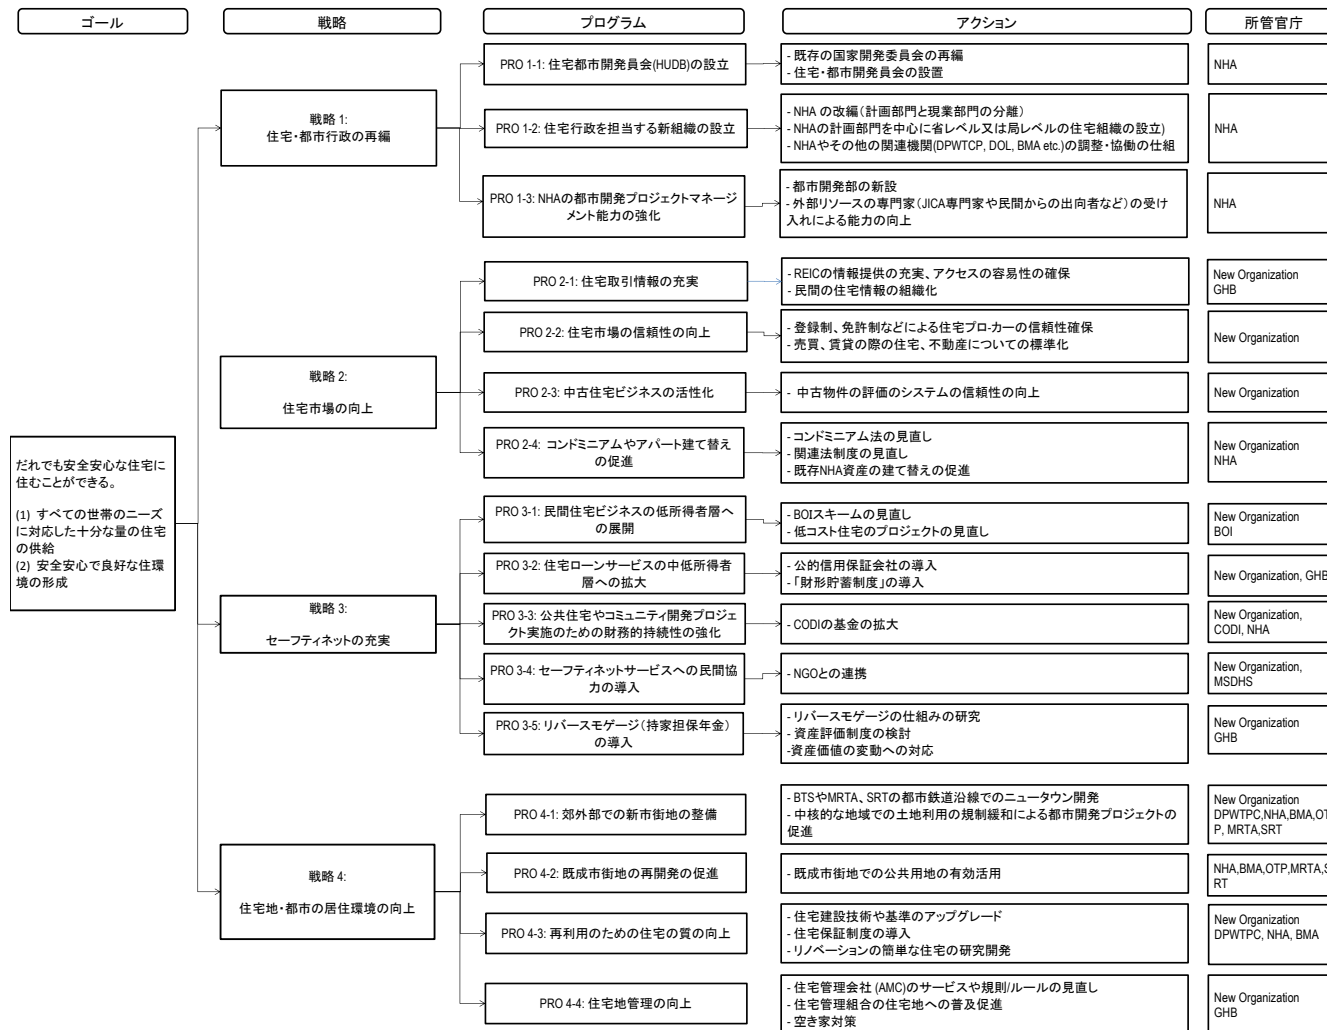 ゴール
戦略
プログラム
アクション
所管官庁
だれでも安全安心な住宅に
住むことができる。
(1) すべての世帯のニーズ
に対応した十分な量の住宅
の供給
(2) 安全安心で良好な住環
境の形成
戦略 1:
住宅・都市行政の再編
PRO 1-1: 住宅都市開発員会(HUDB)の設立
- 既存の国家開発委員会の再編
- 住宅・都市開発員会の設置
NHA
PRO 1-2: 住宅行政を担当する新組織の設立
- NHA の改編（計画部門と現業部門の分離）
- NHAの計画部門を中心に省レベル又は局レベルの住宅組織の設立)
- NHAやその他の関連機関(DPWTCP, DOL, BMA etc.)の調整・協働の仕組
NHA
PRO 1-3: NHAの都市開発プロジェクトマネージ
メント能力の強化
- 都市開発部の新設
- 外部リソースの専門家（JICA専門家や民間からの出向者など）の受け
入れによる能力の向上
NHA
戦略 2:
住宅市場の向上
PRO 2-1: 住宅取引情報の充実
- REICの情報提供の充実、アクセスの容易性の確保
- 民間の住宅情報の組織化
New Organization
GHB
PRO 2-2: 住宅市場の信頼性の向上
- 登録制、免許制などによる住宅ブロ-カーの信頼性確保
- 売買、賃貸の際の住宅、不動産についての標準化
New Organization
PRO 2-3: 中古住宅ビジネスの活性化
- 中古物件の評価のシステムの信頼性の向上
New Organization
PRO 2-4: コンドミニアムやアパート建て替え
の促進
- コンドミニアム法の見直し
- 関連法制度の見直し
- 既存NHA資産の建て替えの促進
New Organization
NHA
戦略 3:
セーフティネットの充実
PRO 3-1: 民間住宅ビジネスの低所得者層へ
の展開
- BOIスキームの見直し
- 低コスト住宅のプロジェクトの見直し
New Organization
BOI
PRO 3-2: 住宅ローンサービスの中低所得者
層への拡大
- 公的信用保証会社の導入
- 「財形貯蓄制度」の導入
New Organization, GHB
PRO 3-3: 公共住宅やコミュニティ開発プロジェ
クト実施のための財務的持続性の強化
- CODIの基金の拡大
New Organization,
CODI, NHA
PRO 3-4: セーフティネットサービスへの民間協
力の導入
- NGOとの連携
New Organization,
MSDHS
PRO 3-5: リバースモゲージ（持家担保年金）
の導入
- リバースモゲージの仕組みの研究
- 資産評価制度の検討
-資産価値の変動への対応
New Organization
GHB
戦略 4:
住宅地・都市の居住環境の向上
PRO 4-1: 郊外部での新市街地の整備
- BTSやMRTA、SRTの都市鉄道沿線でのニュータウン開発
- 中核的な地域での土地利用の規制緩和による都市開発プロジェクトの
促進
New Organization
DPWTPC,NHA,BMA,OT
P, MRTA,SRT
PRO 4-2: 既成市街地の再開発の促進
- 既成市街地での公共用地の有効活用
NHA,BMA,OTP,MRTA,S
RT
PRO 4-3: 再利用のための住宅の質の向上
- 住宅建設技術や基準のアップグレード
- 住宅保証制度の導入
- リノベーションの簡単な住宅の研究開発
New Organization
DPWTPC, NHA, BMA
PRO 4-4: 住宅地管理の向上
- 住宅管理会社 (AMC)のサービスや規則/ルールの見直し
- 住宅管理組合の住宅地への普及促進
- 空き家対策
New Organization
GHB